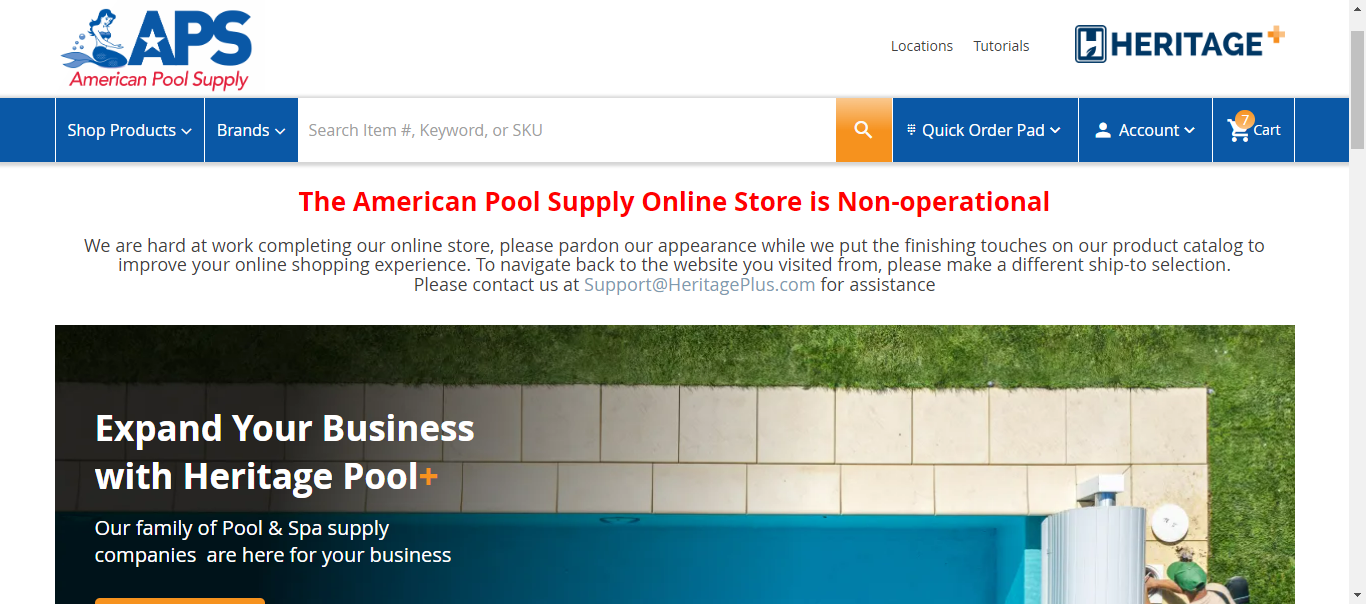 APS
American Pool Supply
Locations Tutorials
HERITAGE+
Shop Products Brands Search Item #, Keyword, or SKU Quick Order Pad Account 7 Cart
The American Pool Supply Online Store is Non-operational
We are hard at work completing our online store, please pardon our appearance while we put the finishing touches on our product catalog to
improve your online shopping experience. To navigate back to the website you visited from, please make a different ship-to selection.
Please contact us at Support@HeritagePlus.com for assistance
Expand Your Business
with Heritage Pool+
Our family of Pool & Spa supply
companies are here for your business